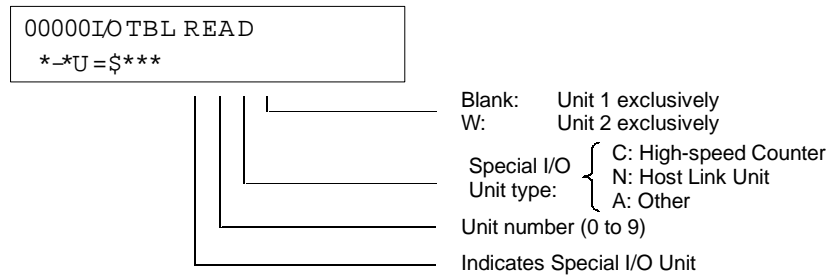 00000I/OTBL READ
*-*U=$***
Blank: Unit 1 exclusively
W: Unit 2 exclusively
Special I/O Unit type:
C: High-speed Counter
N: Host Link Unit
A: Other
Unit number (0 to 9)
Indicates Special I/O Unit